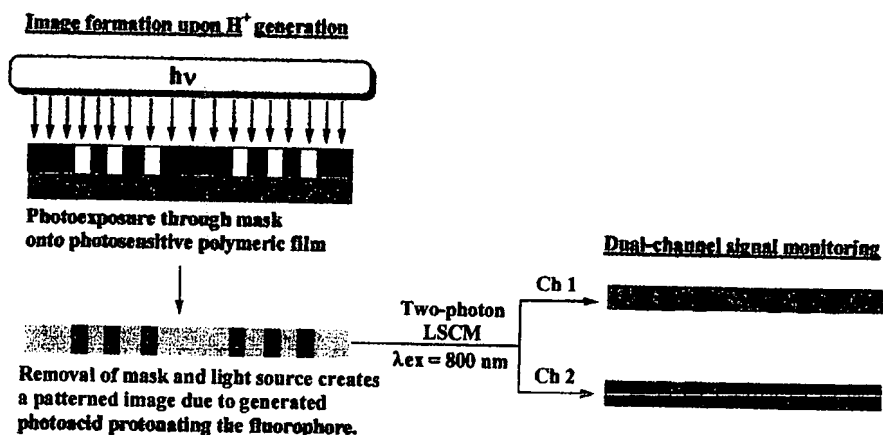 Image formation upon H⁺ generation
hν
Photoexposure through mask
onto photosensitive polymeric film
Dual-channel signal monitoring
Ch 1
Two-photon
LSCM
λex = 800 nm
Ch 2
Removal of mask and light source creates
a patterned image due to generated
photoacid protonating the fluorophore.